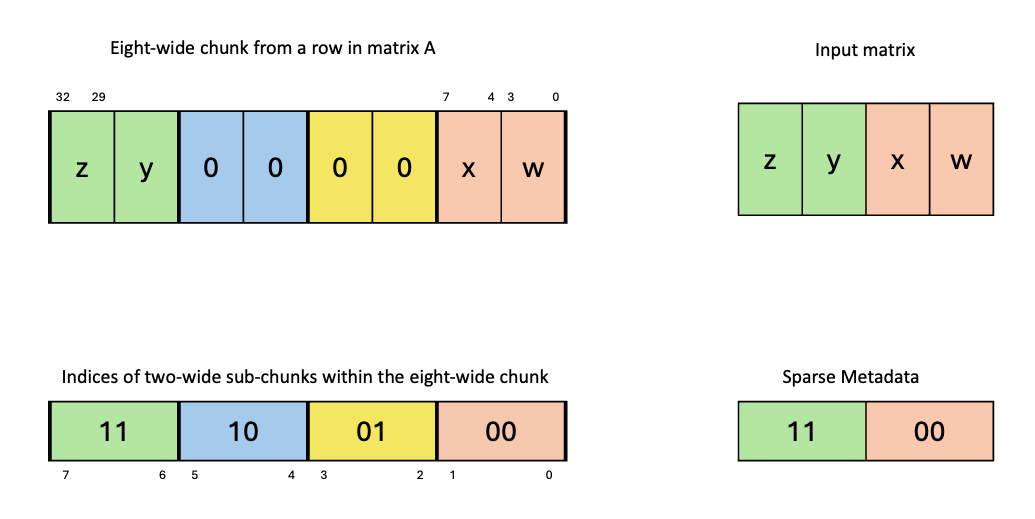 Eight-wide chunk from a row in matrix A
Input matrix
32 29 7 4 3 0
z y 0 0 0 0 x w
z y x w
Indices of two-wide sub-chunks within the eight-wide chunk
Sparse Metadata
11 10 01 00
11 00
7 6 5 4 3 2 1 0